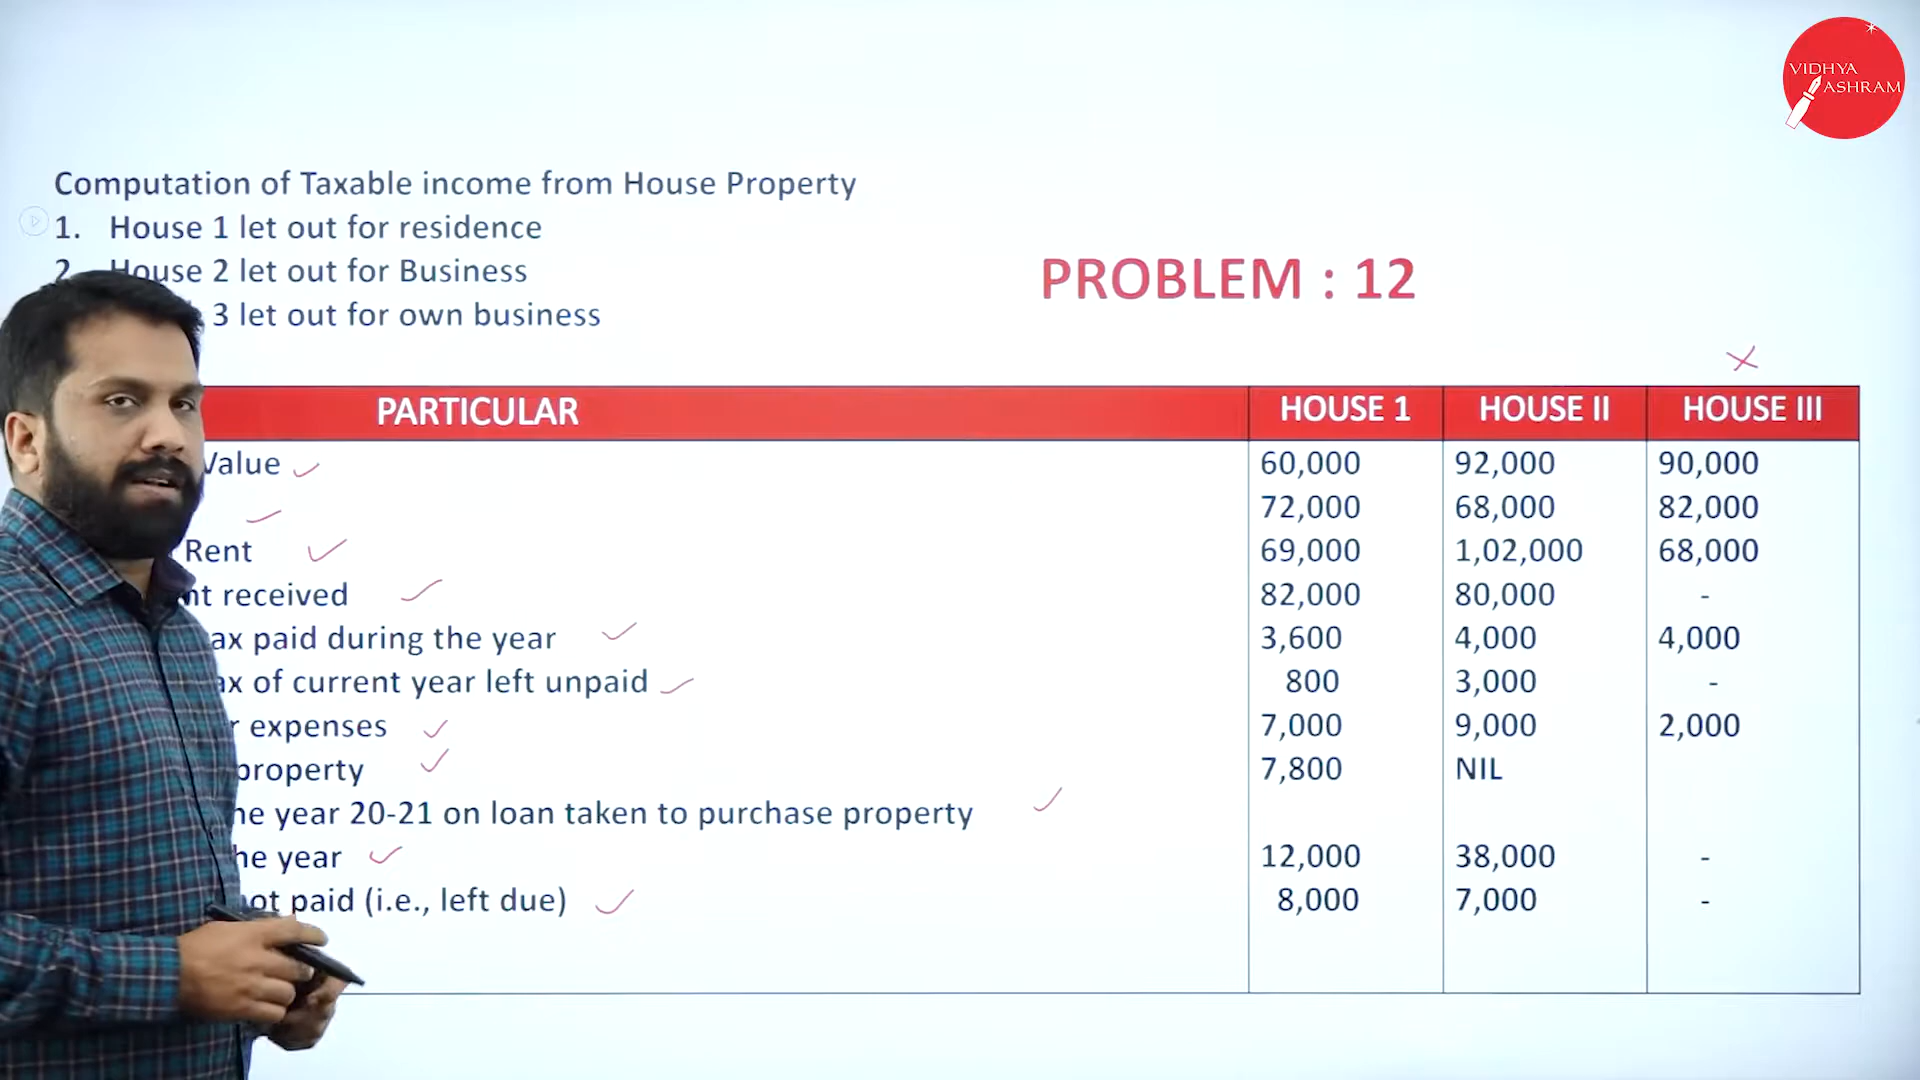 VIDHYA
ASHRAM
Computation of Taxable income from House Property
1. House 1 let out for residence
2. House 2 let out for Business
3 let out for own business
PROBLEM : 12
PARTICULAR HOUSE 1 HOUSE II HOUSE III
Value 60,000 92,000 90,000
72,000 68,000 82,000
Rent 69,000 1,02,000 68,000
received 82,000 80,000 -
paid during the year 3,600 4,000 4,000
of current year left unpaid 800 3,000 -
expenses 7,000 9,000 2,000
property 7,800 NIL
year 20-21 on loan taken to purchase property
year 12,000 38,000 -
paid (i.e., left due) 8,000 7,000 -